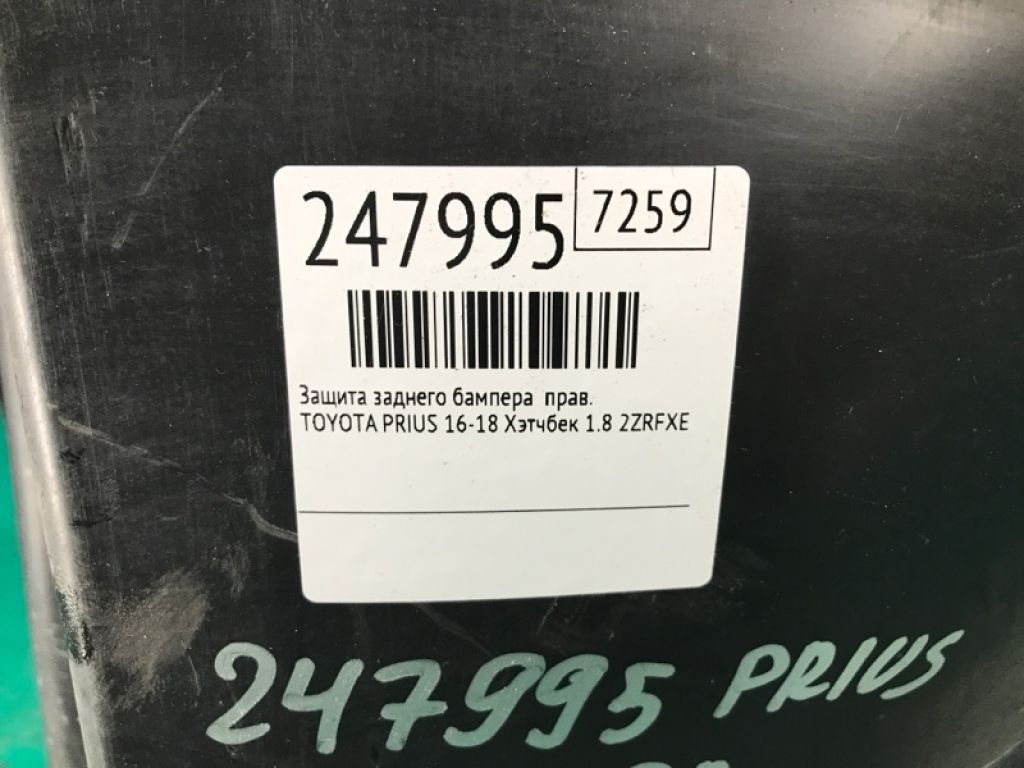 247995 7259
Защита заднего бампера прав.
TOYOTA PRIUS 16-18 Хэтчбек 1.8 2ZRFXE
247995 PRIUS